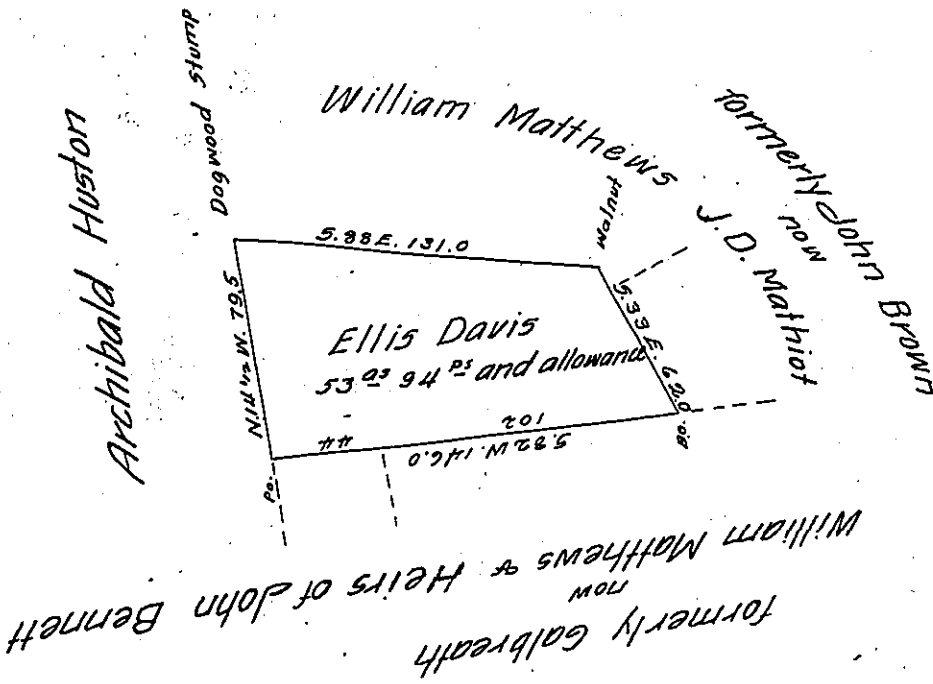 Archibald Huston
Dogwood Stump
William Matthews
formerly John Brown
now
J.D. Mathiot
Walnut
S.88E. 131.0
N.14½W. 79.5
S.33E. 62.0
Ellis Davis
53 as 94 ps and allowance
44
102
S.82W. 146.0
Po.
Bo.
William Matthews & Heirs of John Bennett
now
formerly Galbreath